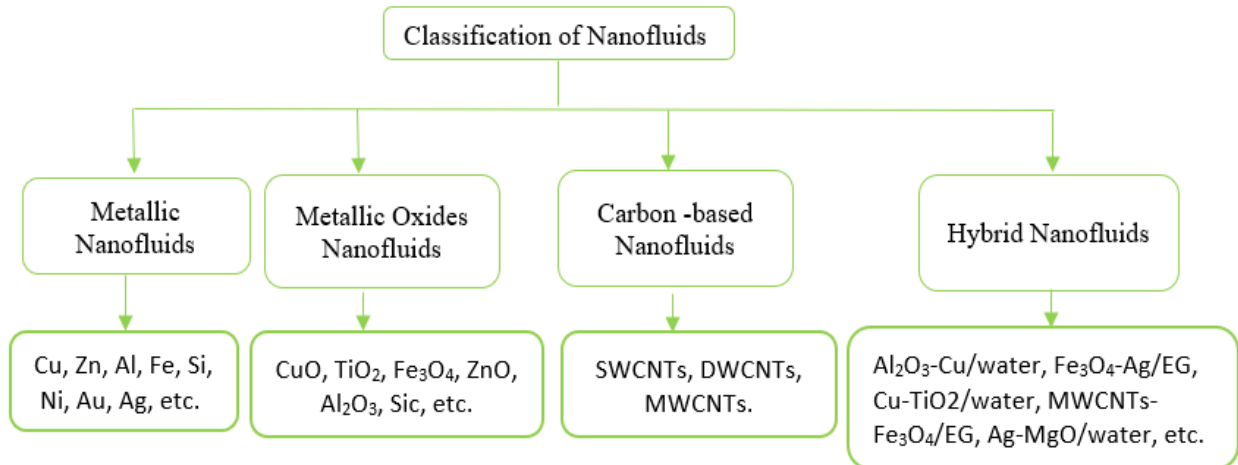 Classification of Nanofluids
Metallic
Nanofluids
Metallic Oxides
Nanofluids
Carbon -based
Nanofluids
Hybrid Nanofluids
Cu, Zn, Al, Fe, Si,
Ni, Au, Ag, etc.
CuO, TiO₂, Fe₃O₄, ZnO,
Al₂O₃, Sic, etc.
SWCNTs, DWCNTs,
MWCNTs.
Al₂O₃-Cu/water, Fe₃O₄-Ag/EG,
Cu-TiO2/water, MWCNTs-
Fe₃O₄/EG, Ag-MgO/water, etc.